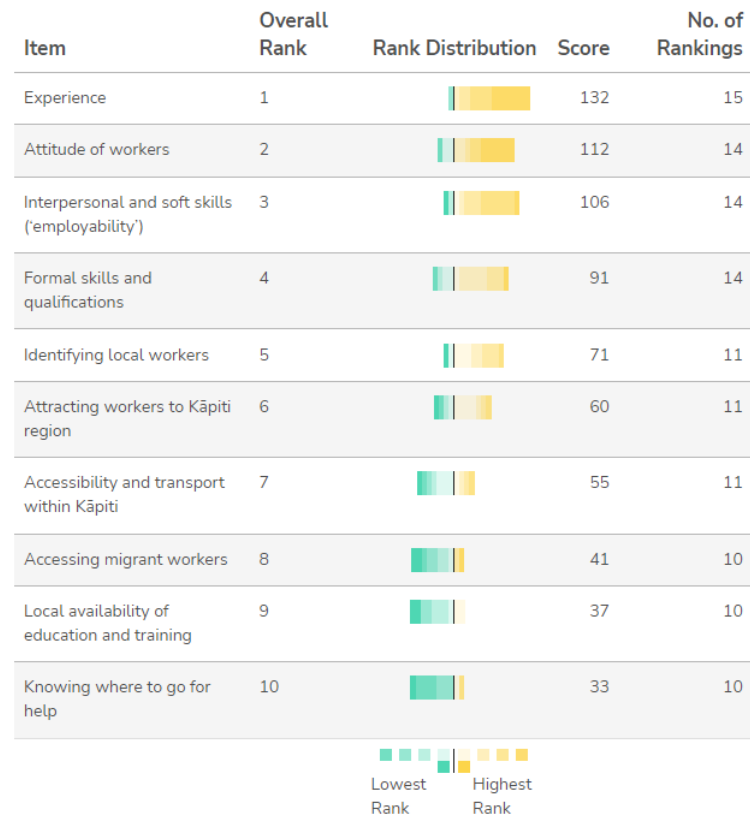 Item Overall Rank Rank Distribution Score No. of Rankings
Experience 1 132 15
Attitude of workers 2 112 14
Interpersonal and soft skills 3 106 14
(‘employability’)
Formal skills and 4 91 14
qualifications
Identifying local workers 5 71 11
Attracting workers to Kāpiti 6 60 11
region
Accessibility and transport 7 55 11
within Kāpiti
Accessing migrant workers 8 41 10
Local availability of 9 37 10
education and training
Knowing where to go for 10 33 10
help
Lowest Highest
Rank Rank